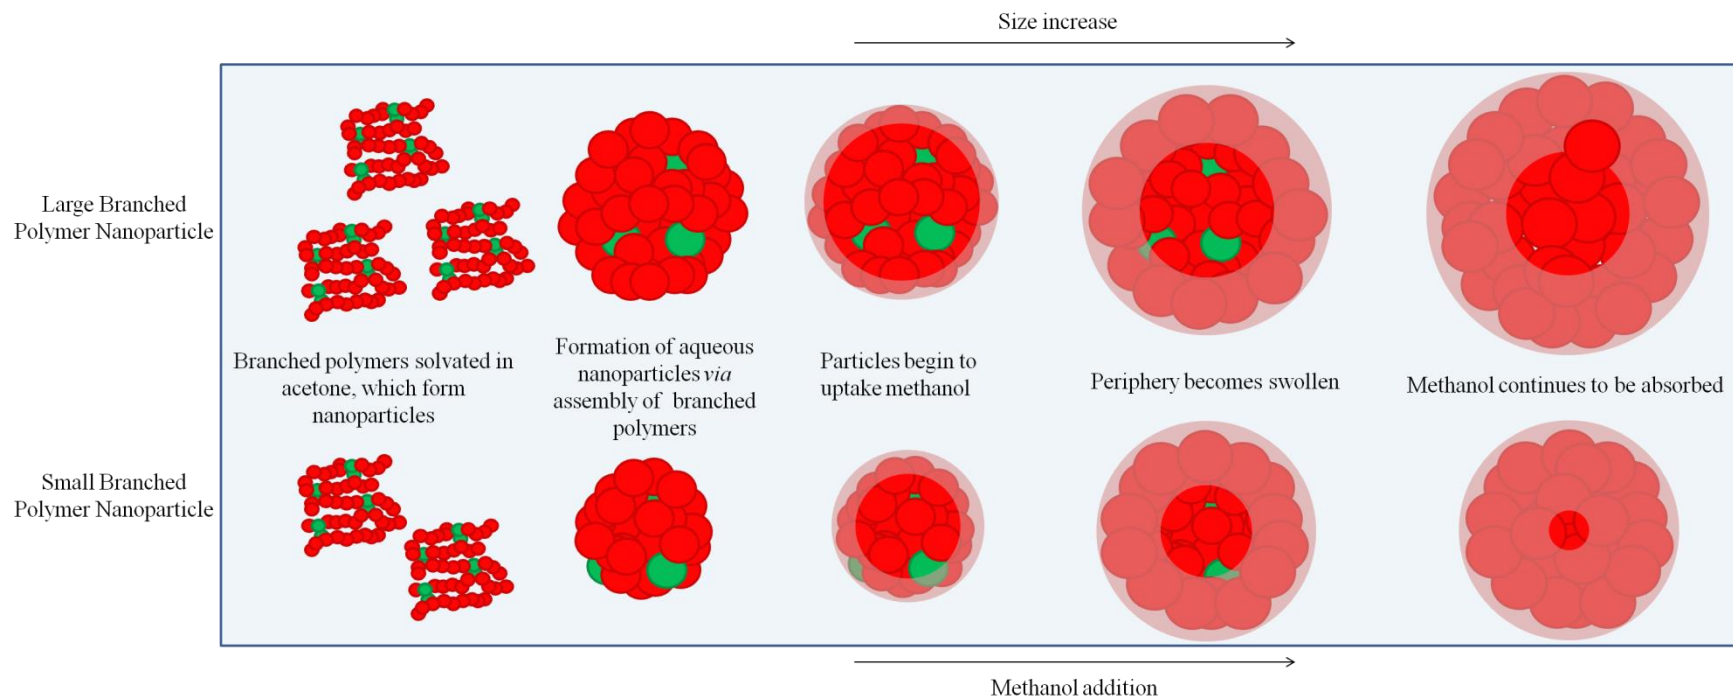 Size increase
Large Branched
Polymer Nanoparticle
Branched polymers solvated in
acetone, which form
nanoparticles
Formation of aqueous
nanoparticles via
assembly of branched
polymers
Particles begin to
uptake methanol
Periphery becomes swollen
Methanol continues to be absorbed
Small Branched
Polymer Nanoparticle
Methanol addition